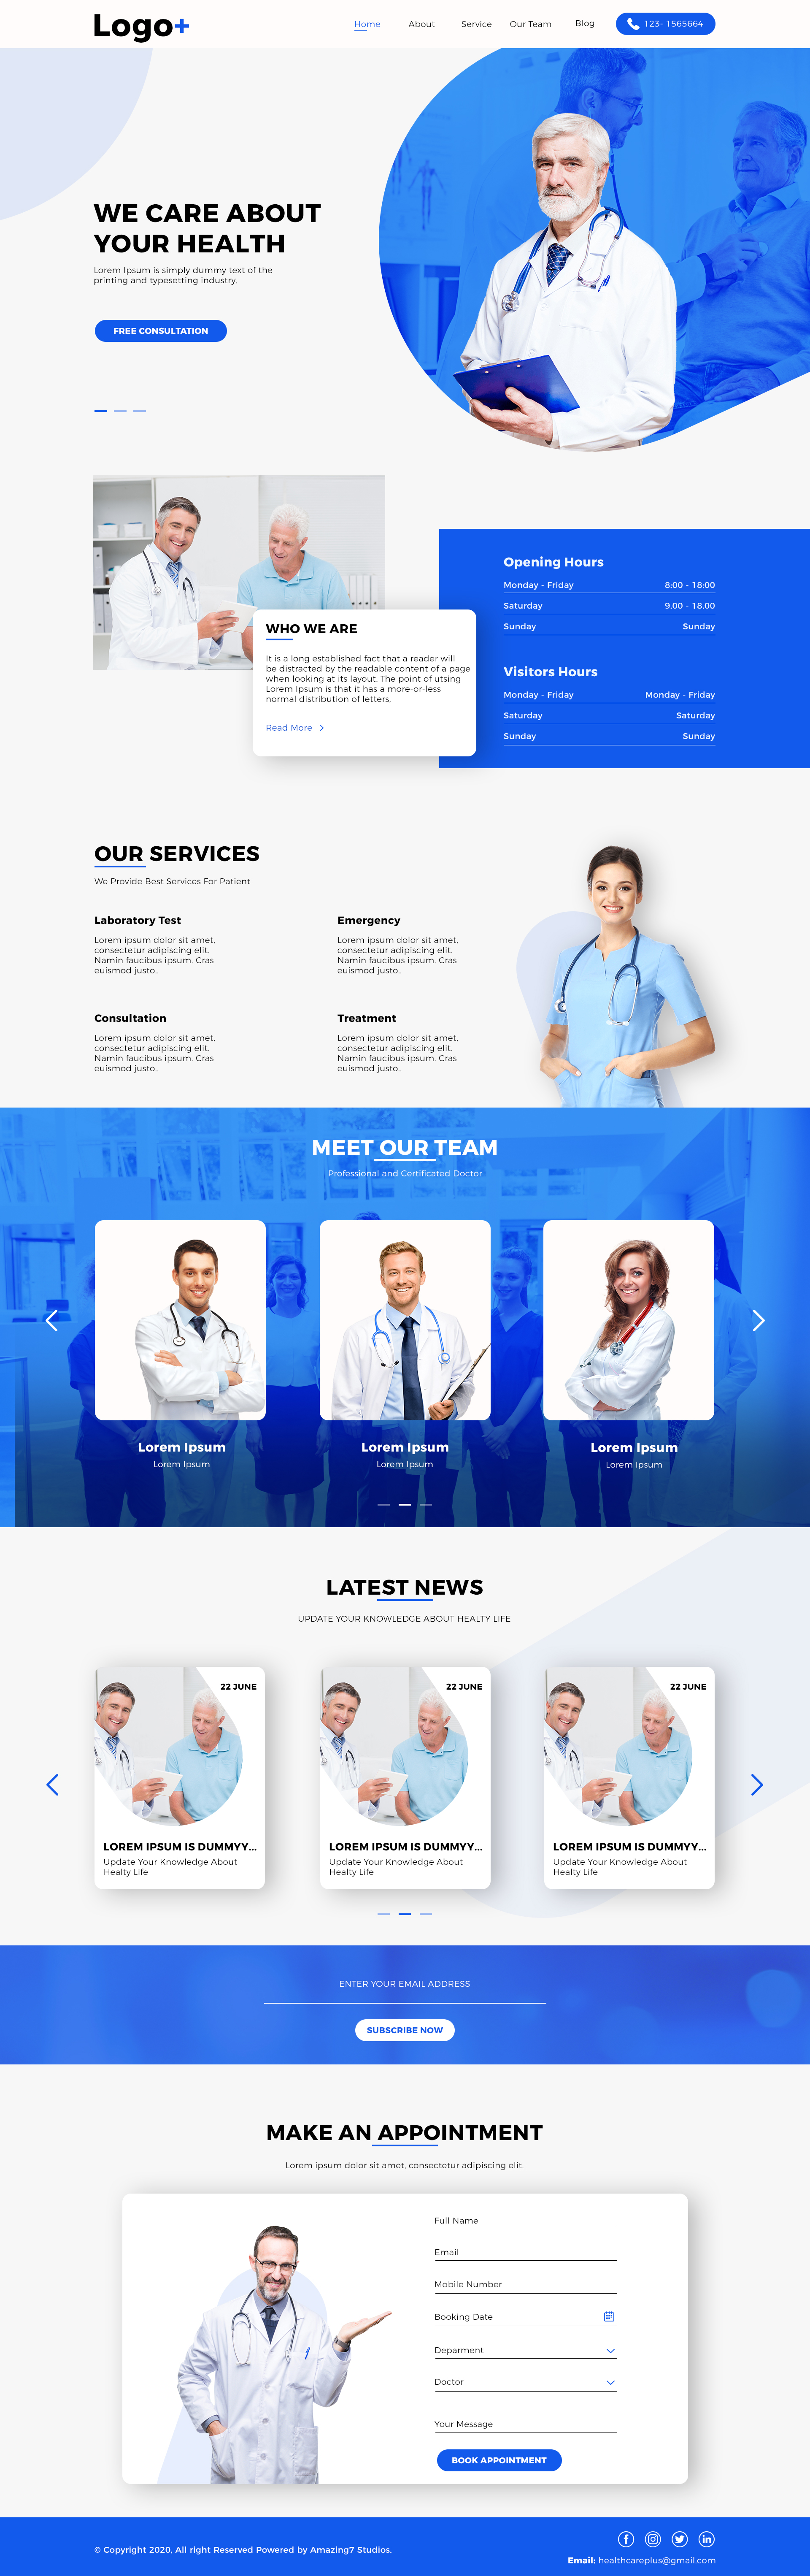 Logo+
Home
About
Service
Our Team
Blog
123- 1565664
WE CARE ABOUT
YOUR HEALTH
Lorem Ipsum is simply dummy text of the
printing and typesetting industry.
FREE CONSULTATION
WHO WE ARE
It is a long established fact that a reader will
be distracted by the readable content of a page
when looking at its layout. The point of utsing
Lorem Ipsum is that it has a more-or-less
normal distribution of letters,
Read More
Opening Hours
Monday - Friday 8:00 - 18:00
Saturday 9.00 - 18.00
Sunday Sunday
Visitors Hours
Monday - Friday Monday - Friday
Saturday Saturday
Sunday Sunday
OUR SERVICES
We Provide Best Services For Patient
Laboratory Test
Lorem ipsum dolor sit amet,
consectetur adipiscing elit.
Namin faucibus ipsum. Cras
euismod justo..
Emergency
Lorem ipsum dolor sit amet,
consectetur adipiscing elit.
Namin faucibus ipsum. Cras
euismod justo..
Consultation
Lorem ipsum dolor sit amet,
consectetur adipiscing elit.
Namin faucibus ipsum. Cras
euismod justo..
Treatment
Lorem ipsum dolor sit amet,
consectetur adipiscing elit.
Namin faucibus ipsum. Cras
euismod justo..
MEET OUR TEAM
Professional and Certificated Doctor
Lorem Ipsum
Lorem Ipsum
Lorem Ipsum
Lorem Ipsum
Lorem Ipsum
Lorem Ipsum
LATEST NEWS
UPDATE YOUR KNOWLEDGE ABOUT HEALTY LIFE
22 JUNE
LOREM IPSUM IS DUMMYY...
Update Your Knowledge About
Healty Life
22 JUNE
LOREM IPSUM IS DUMMYY...
Update Your Knowledge About
Healty Life
22 JUNE
LOREM IPSUM IS DUMMYY...
Update Your Knowledge About
Healty Life
ENTER YOUR EMAIL ADDRESS
SUBSCRIBE NOW
MAKE AN APPOINTMENT
Lorem ipsum dolor sit amet, consectetur adipiscing elit.
Full Name
Email
Mobile Number
Booking Date
Deparment
Doctor
Your Message
BOOK APPOINTMENT
© Copyright 2020, All right Reserved Powered by Amazing7 Studios.
Email: healthcareplus@gmail.com